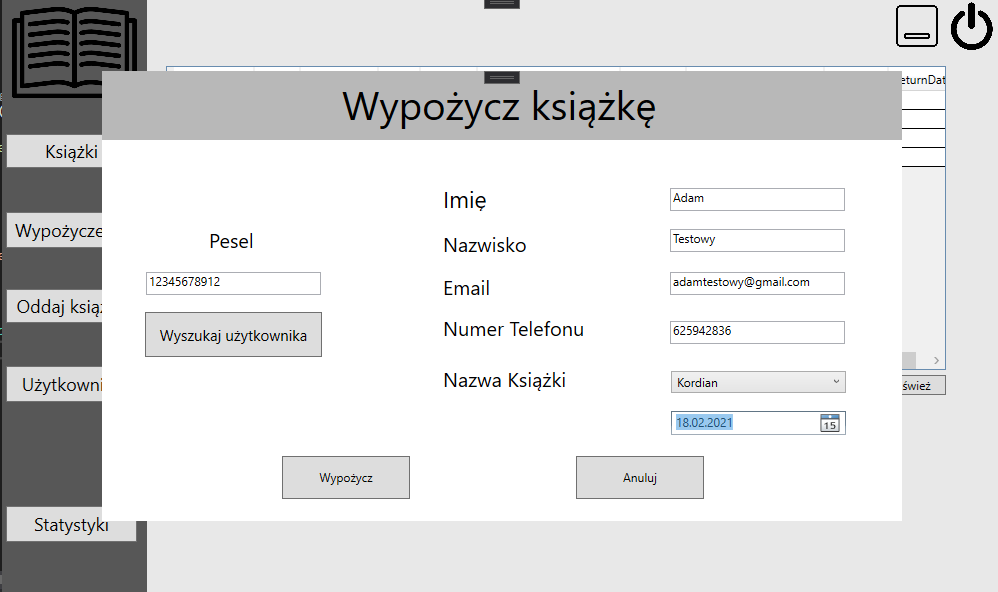 eturnDat
Wypożycz książkę
Książki
Wypożycze
Oddaj książ
Użytkowni
Statystyki
Pesel
12345678912
Wyszukaj użytkownika
Imię
Adam
Nazwisko
Testowy
Email
adamtestowy@gmail.com
Numer Telefonu
625942836
Nazwa Książki
Kordian
18.02.2021
15
śwież
Wypożycz
Anuluj